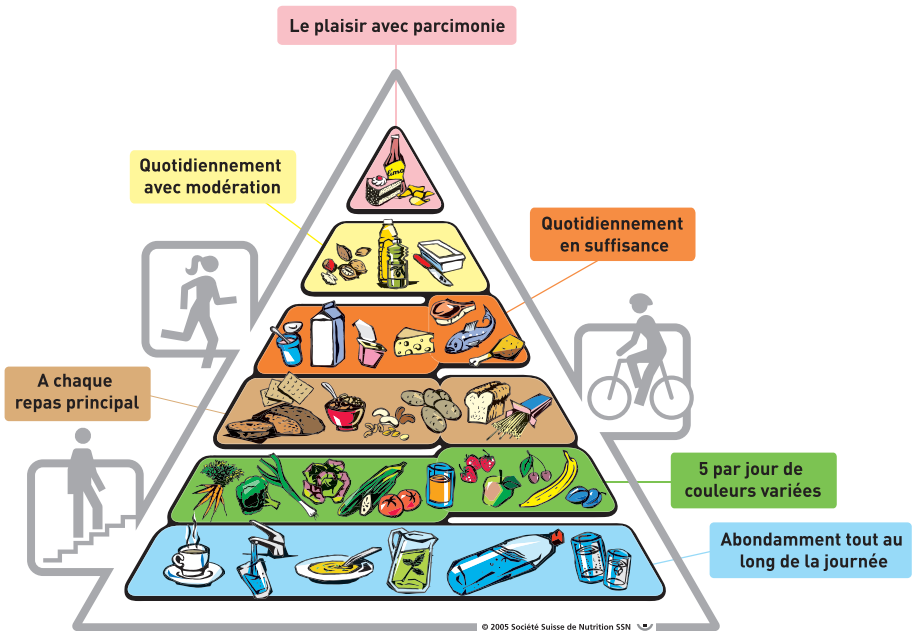 Le plaisir avec parcimonie
Quotidiennement
avec modération
Quotidiennement
en suffisance
A chaque
repas principal
5 par jour de
couleurs variées
Abondamment tout au
long de la journée
Limo
© 2005 Société Suisse de Nutrition SSN